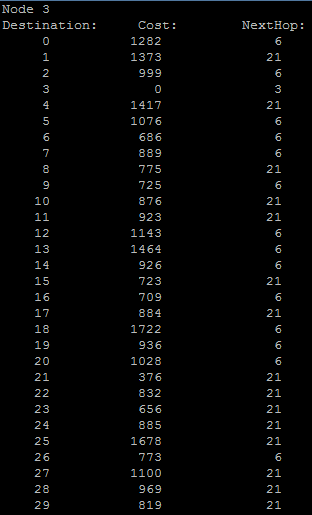 Node 3
Destination: Cost: NextHop:
0 1282 6
1 1373 21
2 999 6
3 0 3
4 1417 21
5 1076 6
6 686 6
7 889 6
8 775 21
9 725 6
10 876 21
11 923 21
12 1143 6
13 1464 6
14 926 6
15 723 21
16 709 6
17 884 21
18 1722 6
19 936 6
20 1028 6
21 376 21
22 832 21
23 656 21
24 885 21
25 1678 21
26 773 6
27 1100 21
28 969 21
29 819 21